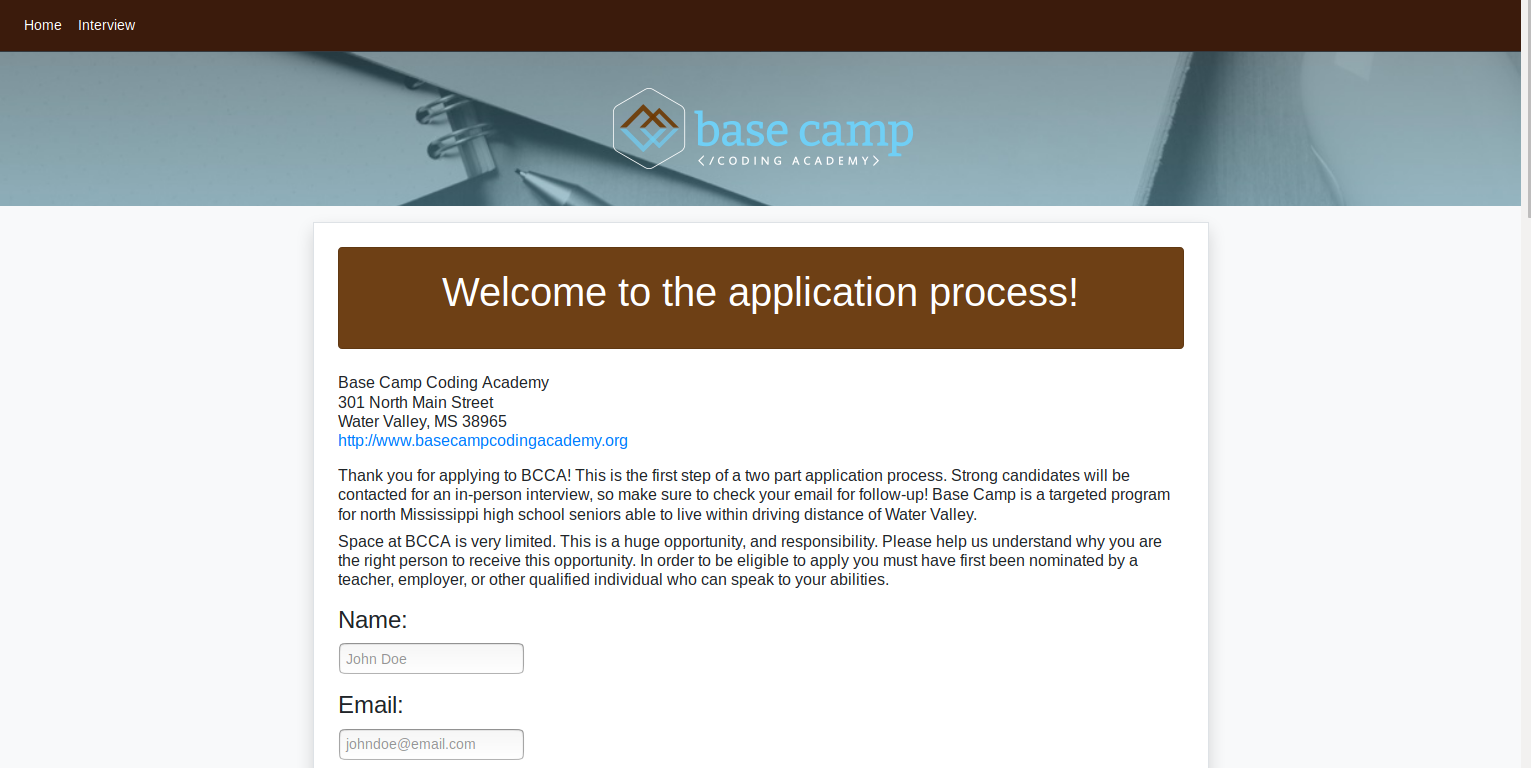 Home Interview
base camp
</CODING ACADEMY>
Welcome to the application process!
Base Camp Coding Academy
301 North Main Street
Water Valley, MS 38965
http://www.basecampcodingacademy.org
Thank you for applying to BCCA! This is the first step of a two part application process. Strong candidates will be
contacted for an in-person interview, so make sure to check your email for follow-up! Base Camp is a targeted program
for north Mississippi high school seniors able to live within driving distance of Water Valley.
Space at BCCA is very limited. This is a huge opportunity, and responsibility. Please help us understand why you are
the right person to receive this opportunity. In order to be eligible to apply you must have first been nominated by a
teacher, employer, or other qualified individual who can speak to your abilities.
Name:
John Doe
Email:
johndoe@email.com